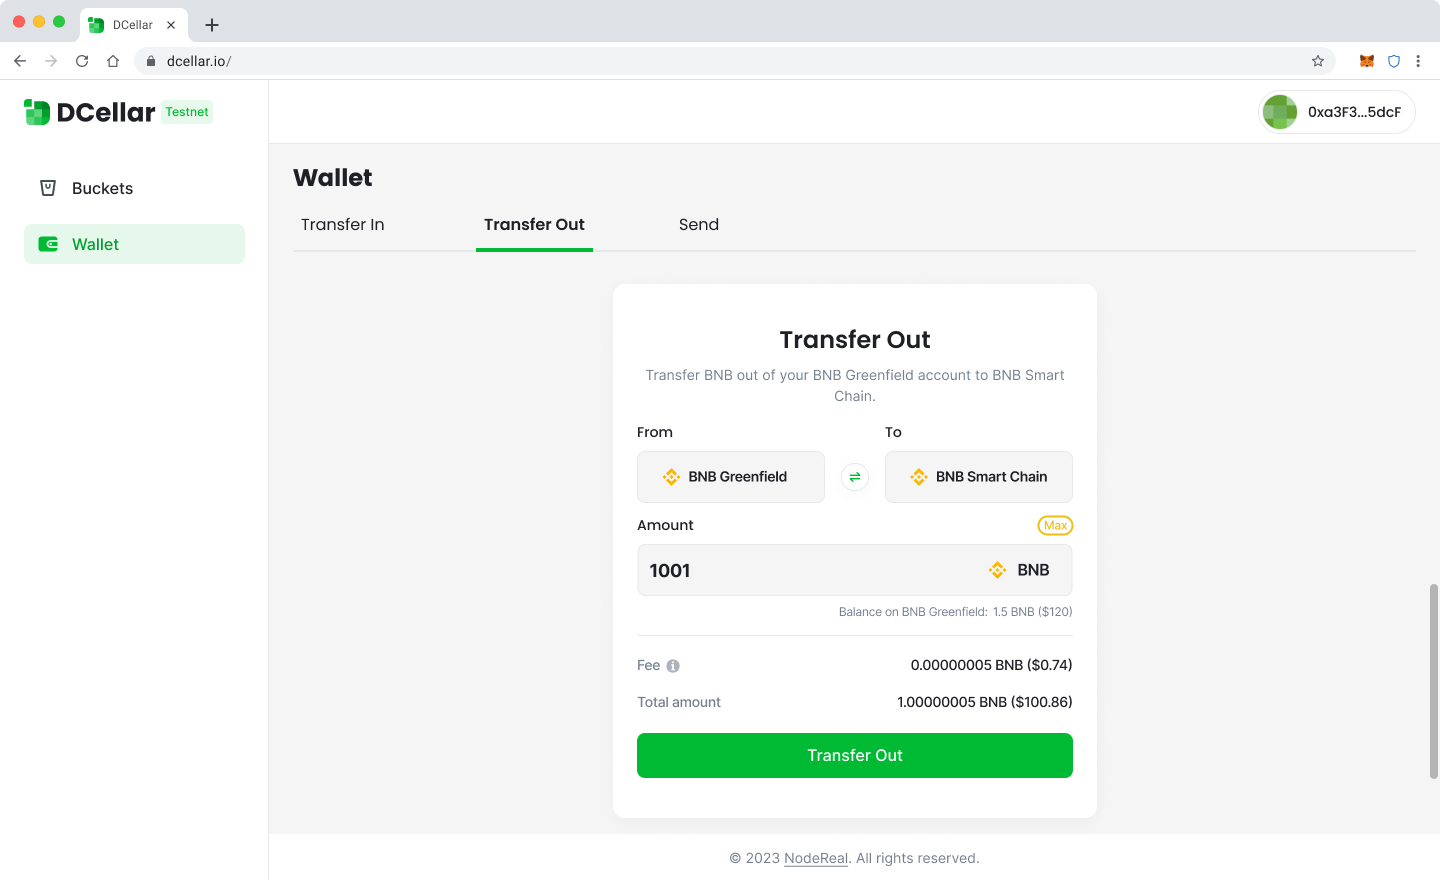 DCellar
dcellar.io/
DCellar Testnet
0xa3F3...5dcF
Buckets
Wallet
Wallet
Transfer In
Transfer Out
Send
Transfer Out
Transfer BNB out of your BNB Greenfield account to BNB Smart
Chain.
From
To
BNB Greenfield
BNB Smart Chain
Amount
Max
1001
BNB
Balance on BNB Greenfield: 1.5 BNB ($120)
Fee
0.00000005 BNB ($0.74)
Total amount
1.00000005 BNB ($100.86)
Transfer Out
© 2023 NodeReal. All rights reserved.